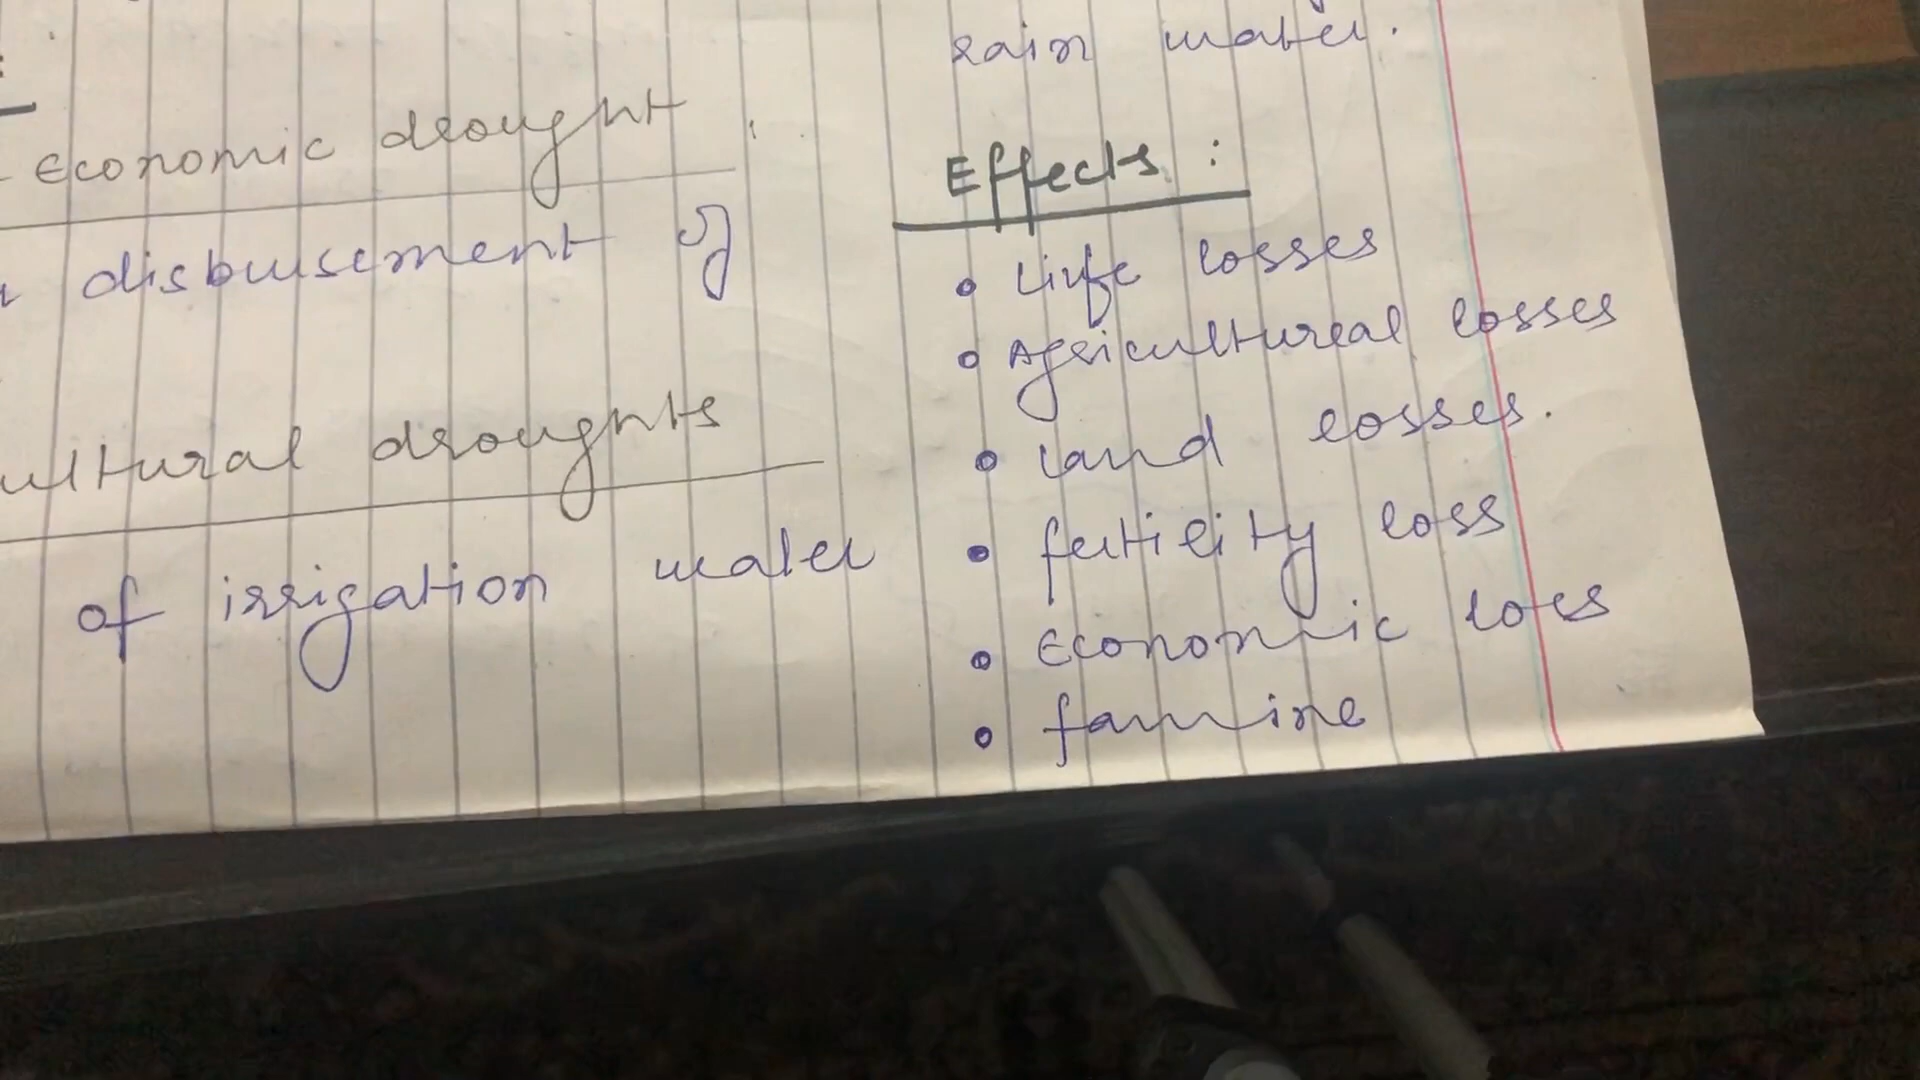 - Economic drought
disbursement of
ultural droughts
of irrigation water
rain water.
Effects :
• Life losses
• Agricultureal losses
• Land losses.
• fertility loss
• Economic loss
• famine